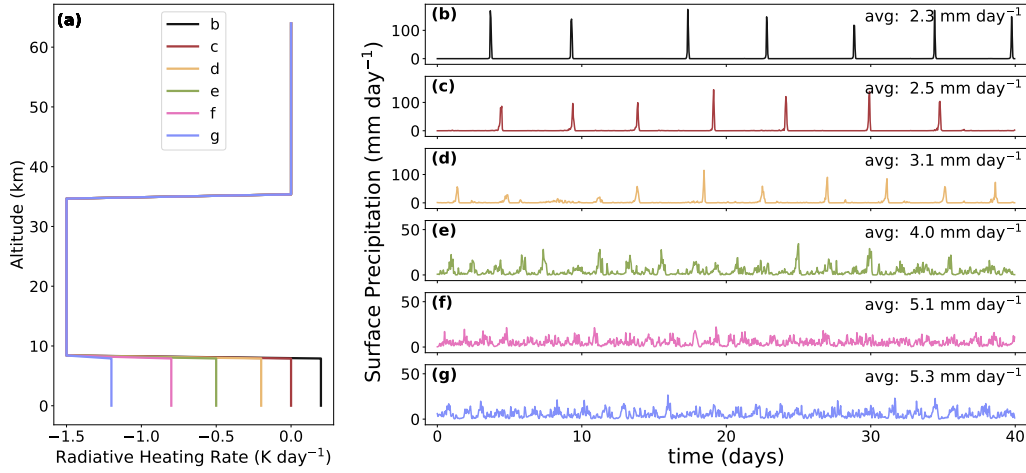 (a)
60
50
40
30
20
10
0
Altitude (km)
−1.5
−1.0
−0.5
0.0
Radiative Heating Rate (K day⁻¹)
b
c
d
e
f
g
Surface Precipitation (mm day⁻¹)
(b)
avg: 2.3 mm day⁻¹
100
0
(c)
avg: 2.5 mm day⁻¹
100
0
(d)
avg: 3.1 mm day⁻¹
100
0
(e)
avg: 4.0 mm day⁻¹
50
0
(f)
avg: 5.1 mm day⁻¹
50
0
(g)
avg: 5.3 mm day⁻¹
50
0
0
10
20
30
40
time (days)